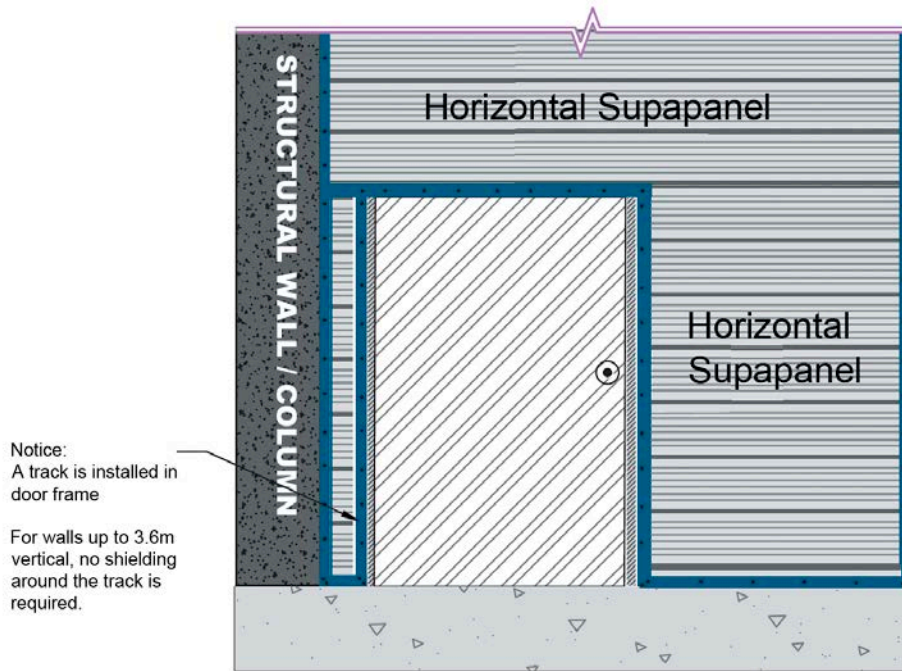 STRUCTURAL WALL / COLUMN
Horizontal Supapanel
Horizontal
Supapanel
Notice:
A track is installed in
door frame
For walls up to 3.6m
vertical, no shielding
around the track is
required.